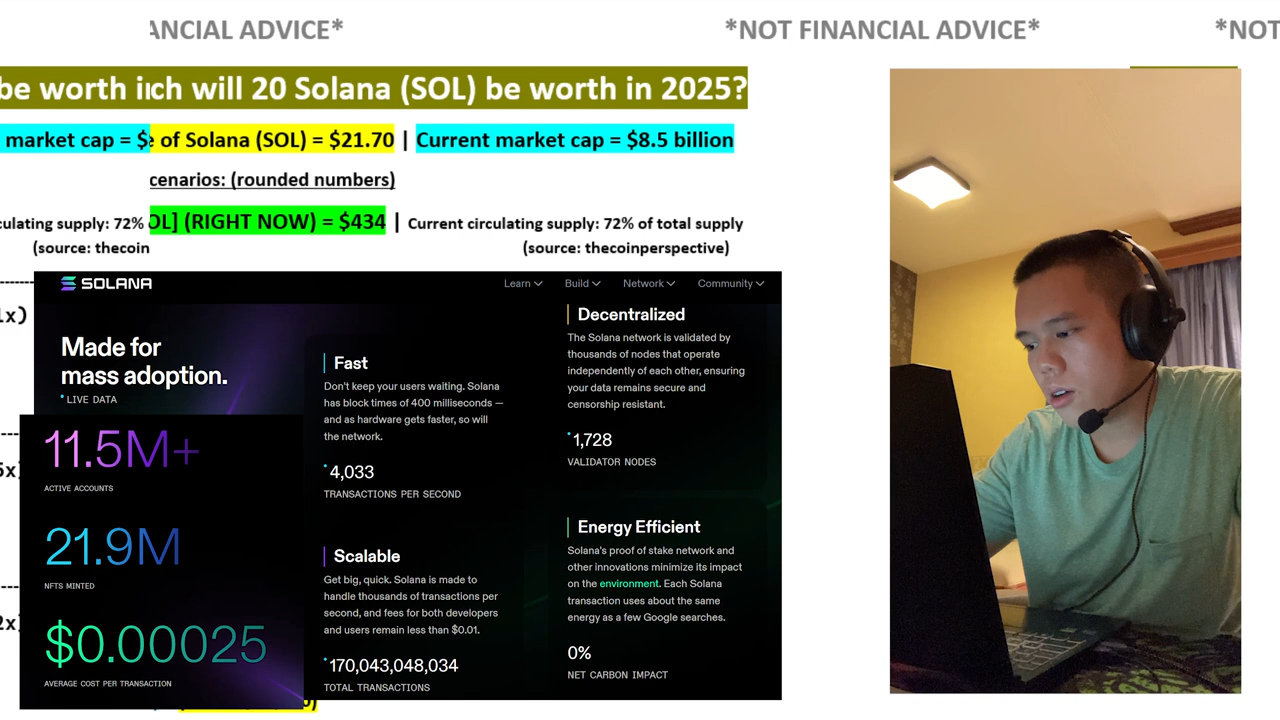 ANCIAL ADVICE* *NOT FINANCIAL ADVICE* *NOT
be worth i ch will 20 Solana (SOL) be worth in 2025?
market cap = $ of Solana (SOL) = $21.70 | Current market cap = $8.5 billion
cenarios: (rounded numbers)
culating supply: 72% OL] (RIGHT NOW) = $434 | Current circulating supply: 72% of total supply
(source: thecoin (source: thecoinperspective)
SOLANA Learn Build Network Community
x)
5x
2x
Made for
mass adoption.
LIVE DATA
11.5M+
ACTIVE ACCOUNTS
21.9M
NFTS MINTED
$0.00025
AVERAGE COST PER TRANSACTION
Fast
Don't keep your users waiting. Solana
has block times of 400 milliseconds —
and as hardware gets faster, so will
the network.
4,033
TRANSACTIONS PER SECOND
Scalable
Get big, quick. Solana is made to
handle thousands of transactions per
second, and fees for both developers
and users remain less than $0.01.
170,043,048,034
TOTAL TRANSACTIONS
Decentralized
The Solana network is validated by
thousands of nodes that operate
independently of each other, ensuring
your data remains secure and
censorship resistant.
1,728
VALIDATOR NODES
Energy Efficient
Solana's proof of stake network and
other innovations minimize its impact
on the environment. Each Solana
transaction uses about the same
energy as a few Google searches.
0%
NET CARBON IMPACT